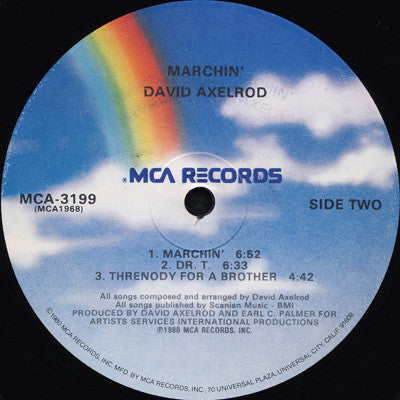 MARCHIN'
DAVID AXELROD
MCA RECORDS
MCA-3199
(MCA1968)
SIDE TWO
1. MARCHIN' 6:52
2. DR. T. 6:33
3. THRENODY FOR A BROTHER 4:42
All songs composed and arranged by David Axelrod
All songs published by Scanian Music - BMI
PRODUCED BY DAVID AXELROD and EARL C. PALMER FOR
ARTISTS SERVICES INTERNATIONAL PRODUCTIONS
℗1980 MCA RECORDS, INC.
©1980 MCA RECORDS, INC. MFD. BY MCA RECORDS, INC., 70 UNIVERSAL PLAZA, UNIVERSAL CITY, CALIF. 91608